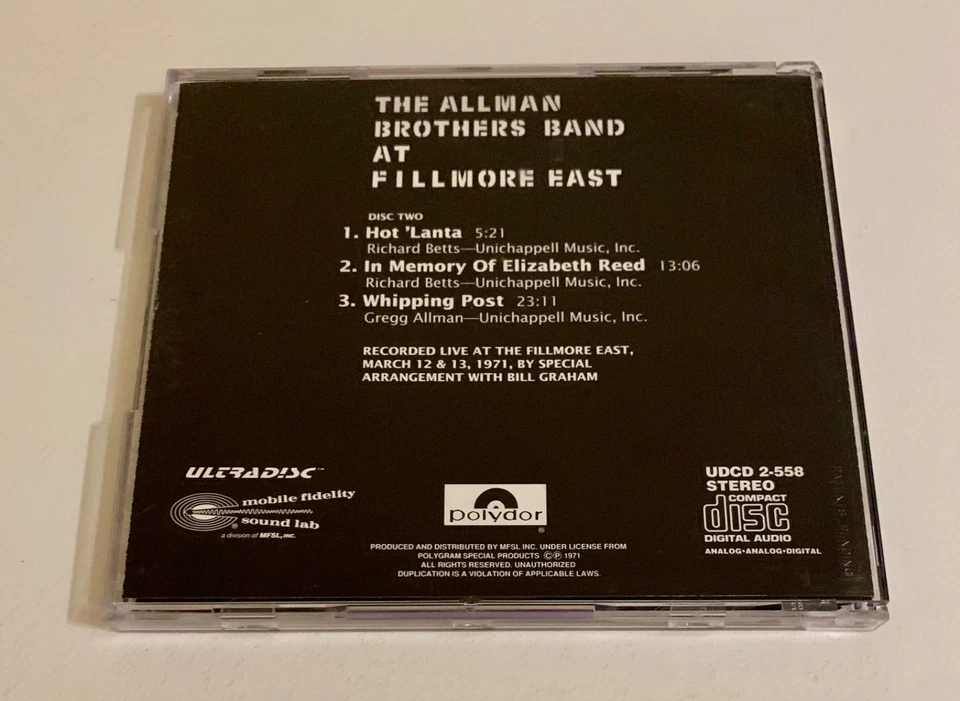 THE ALLMAN
BROTHERS BAND
AT
FILLMORE EAST
DISC TWO
1. Hot 'Lanta 5:21
Richard Betts—Unichappell Music, Inc.
2. In Memory Of Elizabeth Reed 13:06
Richard Betts—Unichappell Music, Inc.
3. Whipping Post 23:11
Gregg Allman—Unichappell Music, Inc.
RECORDED LIVE AT THE FILLMORE EAST,
MARCH 12 & 13, 1971, BY SPECIAL
ARRANGEMENT WITH BILL GRAHAM
ULTRADISC™
mobile fidelity
sound lab
®
a division of MFSL, INC.
polydor
®
PRODUCED AND DISTRIBUTED BY MFSL INC. UNDER LICENSE FROM
POLYGRAM SPECIAL PRODUCTS ©℗ 1971
ALL RIGHTS RESERVED. UNAUTHORIZED
DUPLICATION IS A VIOLATION OF APPLICABLE LAWS.
UDCD 2-558
STEREO
COMPACT
disc
DIGITAL AUDIO
ANALOG•ANALOG•DIGITAL